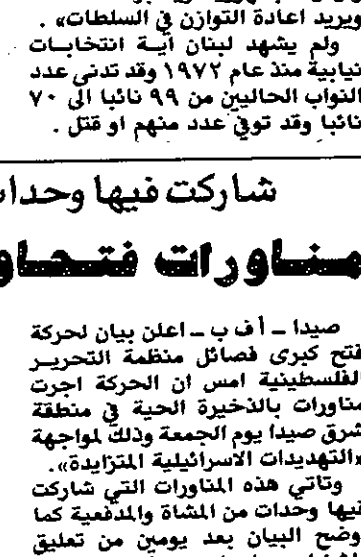 ويريد اعادة التوازن في السلطات» .
ولم يشهد لبنان أية انتخابات
نيابية منذ عام ١٩٧٢ وقد تدنى عدد
النواب الحاليين من ٩٩ نائبا الى ٧٠
نائبا وقد توفي عدد منهم او قتل .
شاركت فيها وحدات
مناورات فتحاو
صيدا ــ أ ف ب ــ اعلن بيان لحركة
فتح كبرى فصائل منظمة التحرير
الفلسطينية امس ان الحركة اجرت
مناورات بالذخيرة الحية في منطقة
شرق صيدا يوم الجمعة وذلك لمواجهة
«التهديدات الاسرائيلية المتزايدة».
وتاتي هذه المناورات التي شاركت
فيها وحدات من المشاة والمدفعية كما
وضح البيان بعد يومين من تعليق